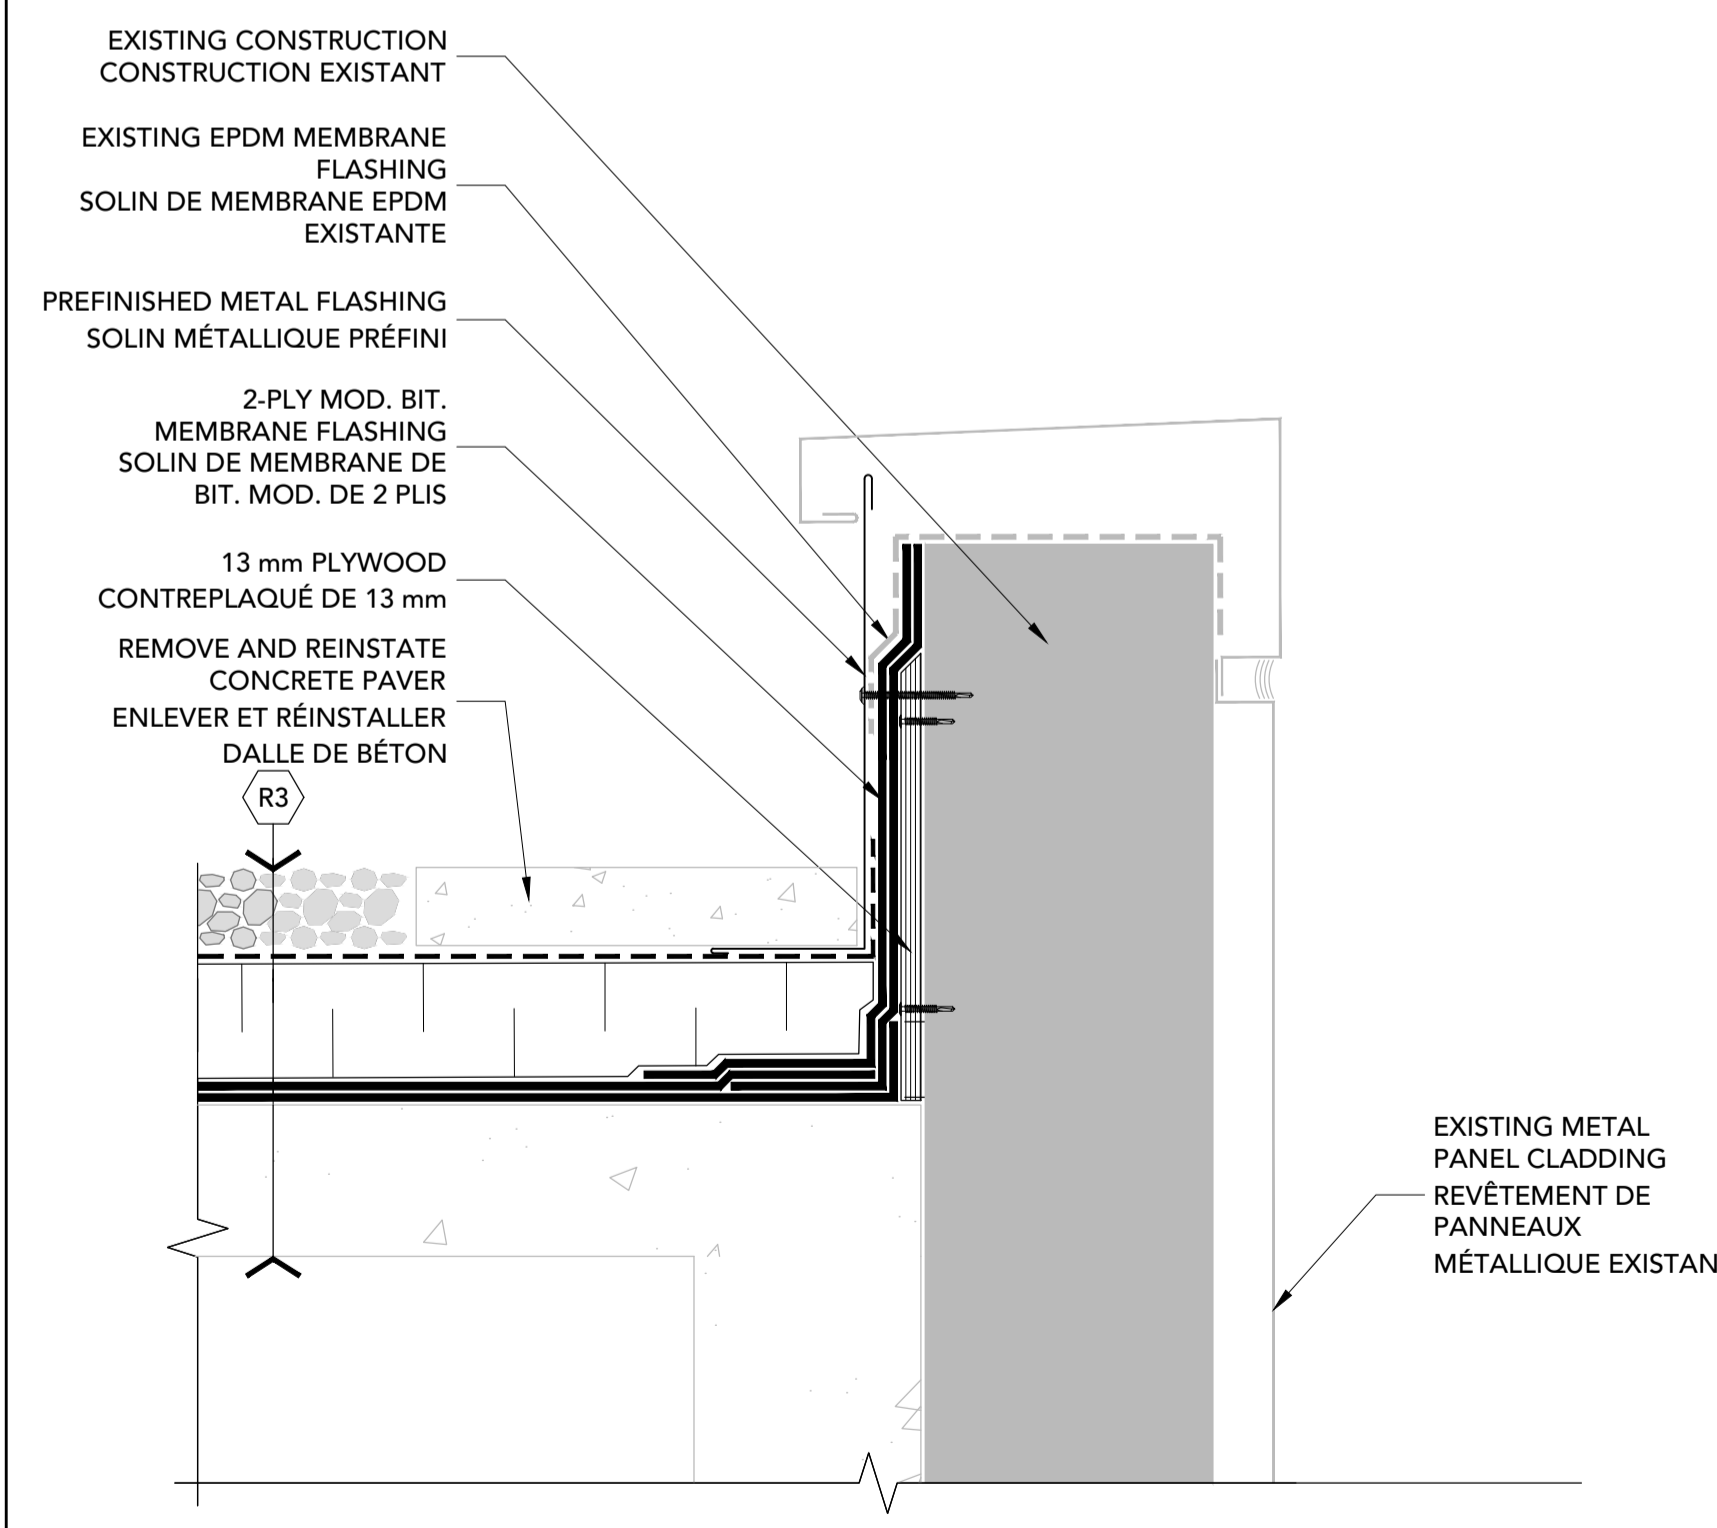 EXISTING CONSTRUCTION
CONSTRUCTION EXISTANT
EXISTING EPDM MEMBRANE
FLASHING
SOLIN DE MEMBRANE EPDM
EXISTANTE
PREFINISHED METAL FLASHING
SOLIN MÉTALLIQUE PRÉFINI
2-PLY MOD. BIT.
MEMBRANE FLASHING
SOLIN DE MEMBRANE DE
BIT. MOD. DE 2 PLIS
13 mm PLYWOOD
CONTREPLAQUÉ DE 13 mm
REMOVE AND REINSTATE
CONCRETE PAVER
ENLEVER ET RÉINSTALLER
DALLE DE BÉTON
R3
EXISTING METAL
PANEL CLADDING
REVÊTEMENT DE
PANNEAUX
MÉTALLIQUE EXISTAN